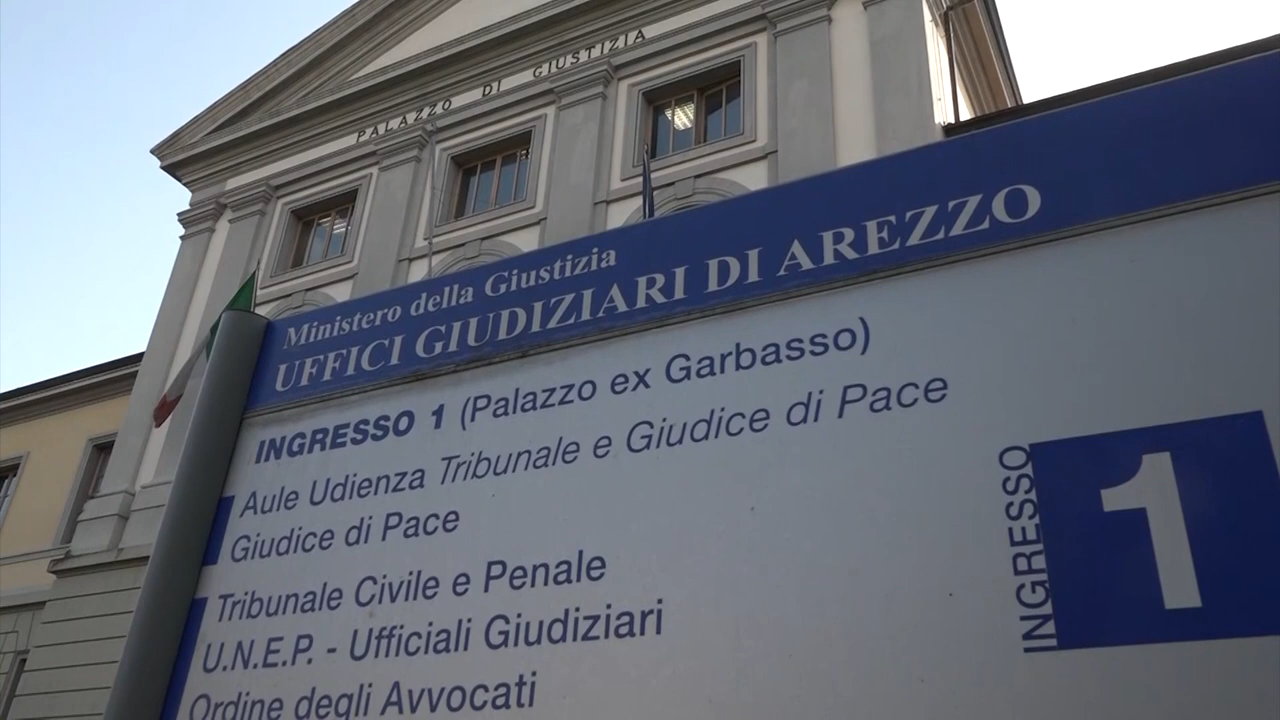 PALAZZO DI GIUSTIZIA
Ministero della Giustizia
UFFICI GIUDIZIARI DI AREZZO
INGRESSO 1 (Palazzo ex Garbasso)
Aule Udienza Tribunale e Giudice di Pace
Giudice di Pace
Tribunale Civile e Penale
U.N.E.P. - Ufficiali Giudiziari
Ordine degli Avvocati
INGRESSO
1